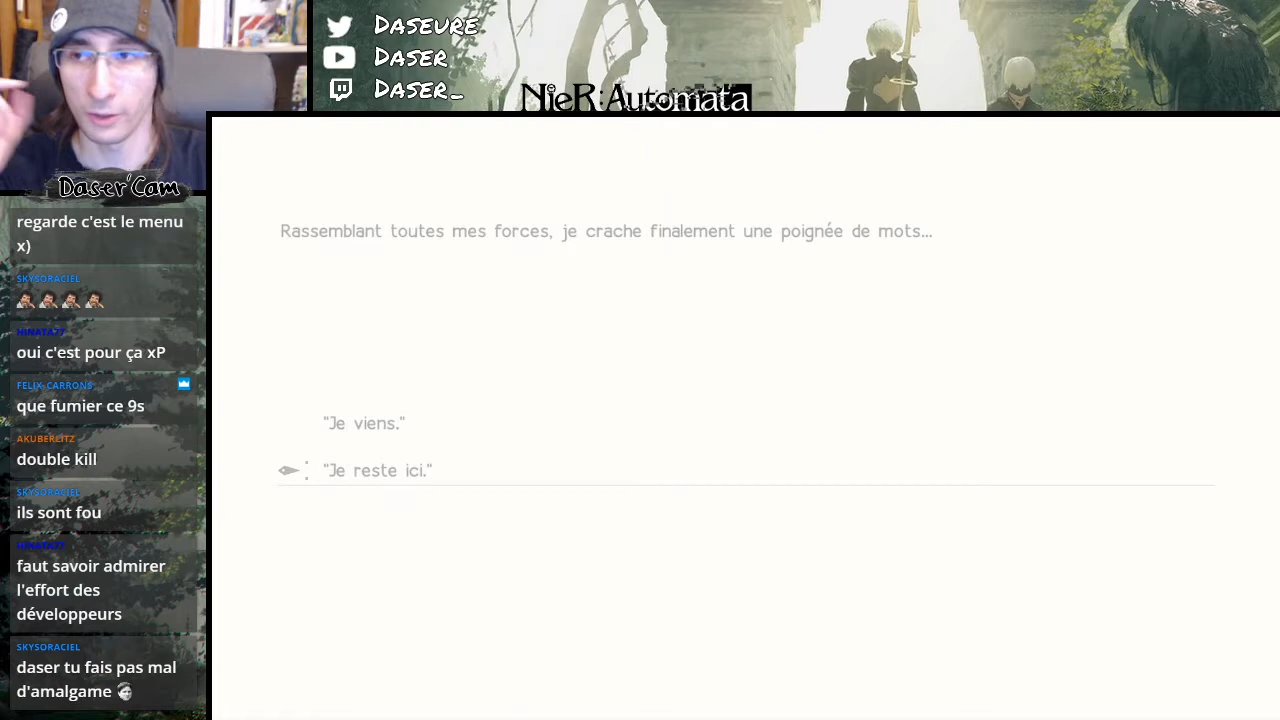 Daseure
Daser
Daser_
NieR:Automata
Daser'Cam
regarde c'est le menu
x)
SKYSORACIEL
HINATA77
oui c'est pour ça xP
FELIX CARRONS
que fumier ce 9s
AKUBERLITZ
double kill
SKYSORACIEL
ils sont fou
HINATA77
faut savoir admirer
l'effort des
développeurs
SKYSORACIEL
daser tu fais pas mal
d'amalgame
Rassemblant toutes mes forces, je crache finalement une poignée de mots...
"Je viens."
"Je reste ici."